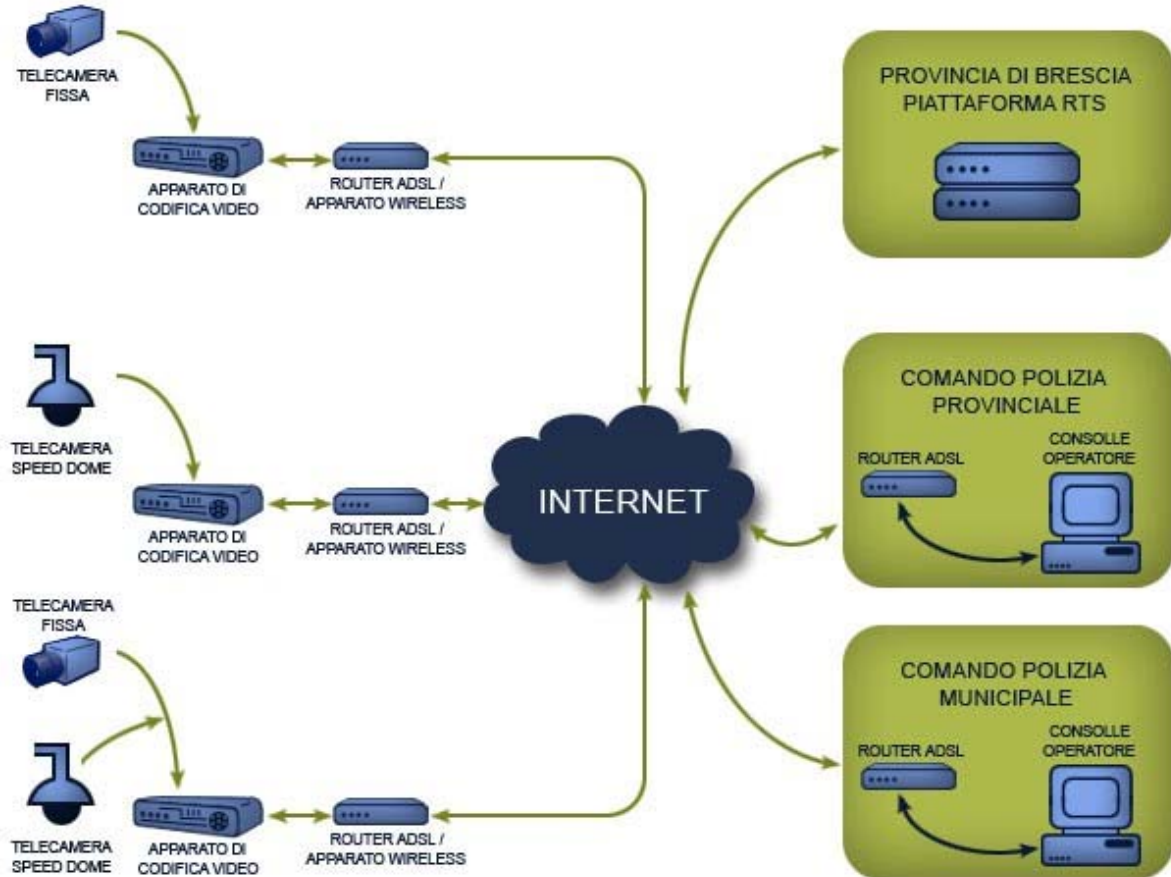 TELECAMERA
FISSA
APPARATO DI
CODIFICA VIDEO
ROUTER ADSL /
APPARATO WIRELESS
PROVINCIA DI BRESCIA
PIATTAFORMA RTS
TELECAMERA
SPEED DOME
APPARATO DI
CODIFICA VIDEO
ROUTER ADSL /
APPARATO WIRELESS
INTERNET
COMANDO POLIZIA
PROVINCIALE
ROUTER ADSL
CONSOLLE
OPERATORE
TELECAMERA
FISSA
TELECAMERA
SPEED DOME
APPARATO DI
CODIFICA VIDEO
ROUTER ADSL /
APPARATO WIRELESS
COMANDO POLIZIA
MUNICIPALE
ROUTER ADSL
CONSOLLE
OPERATORE